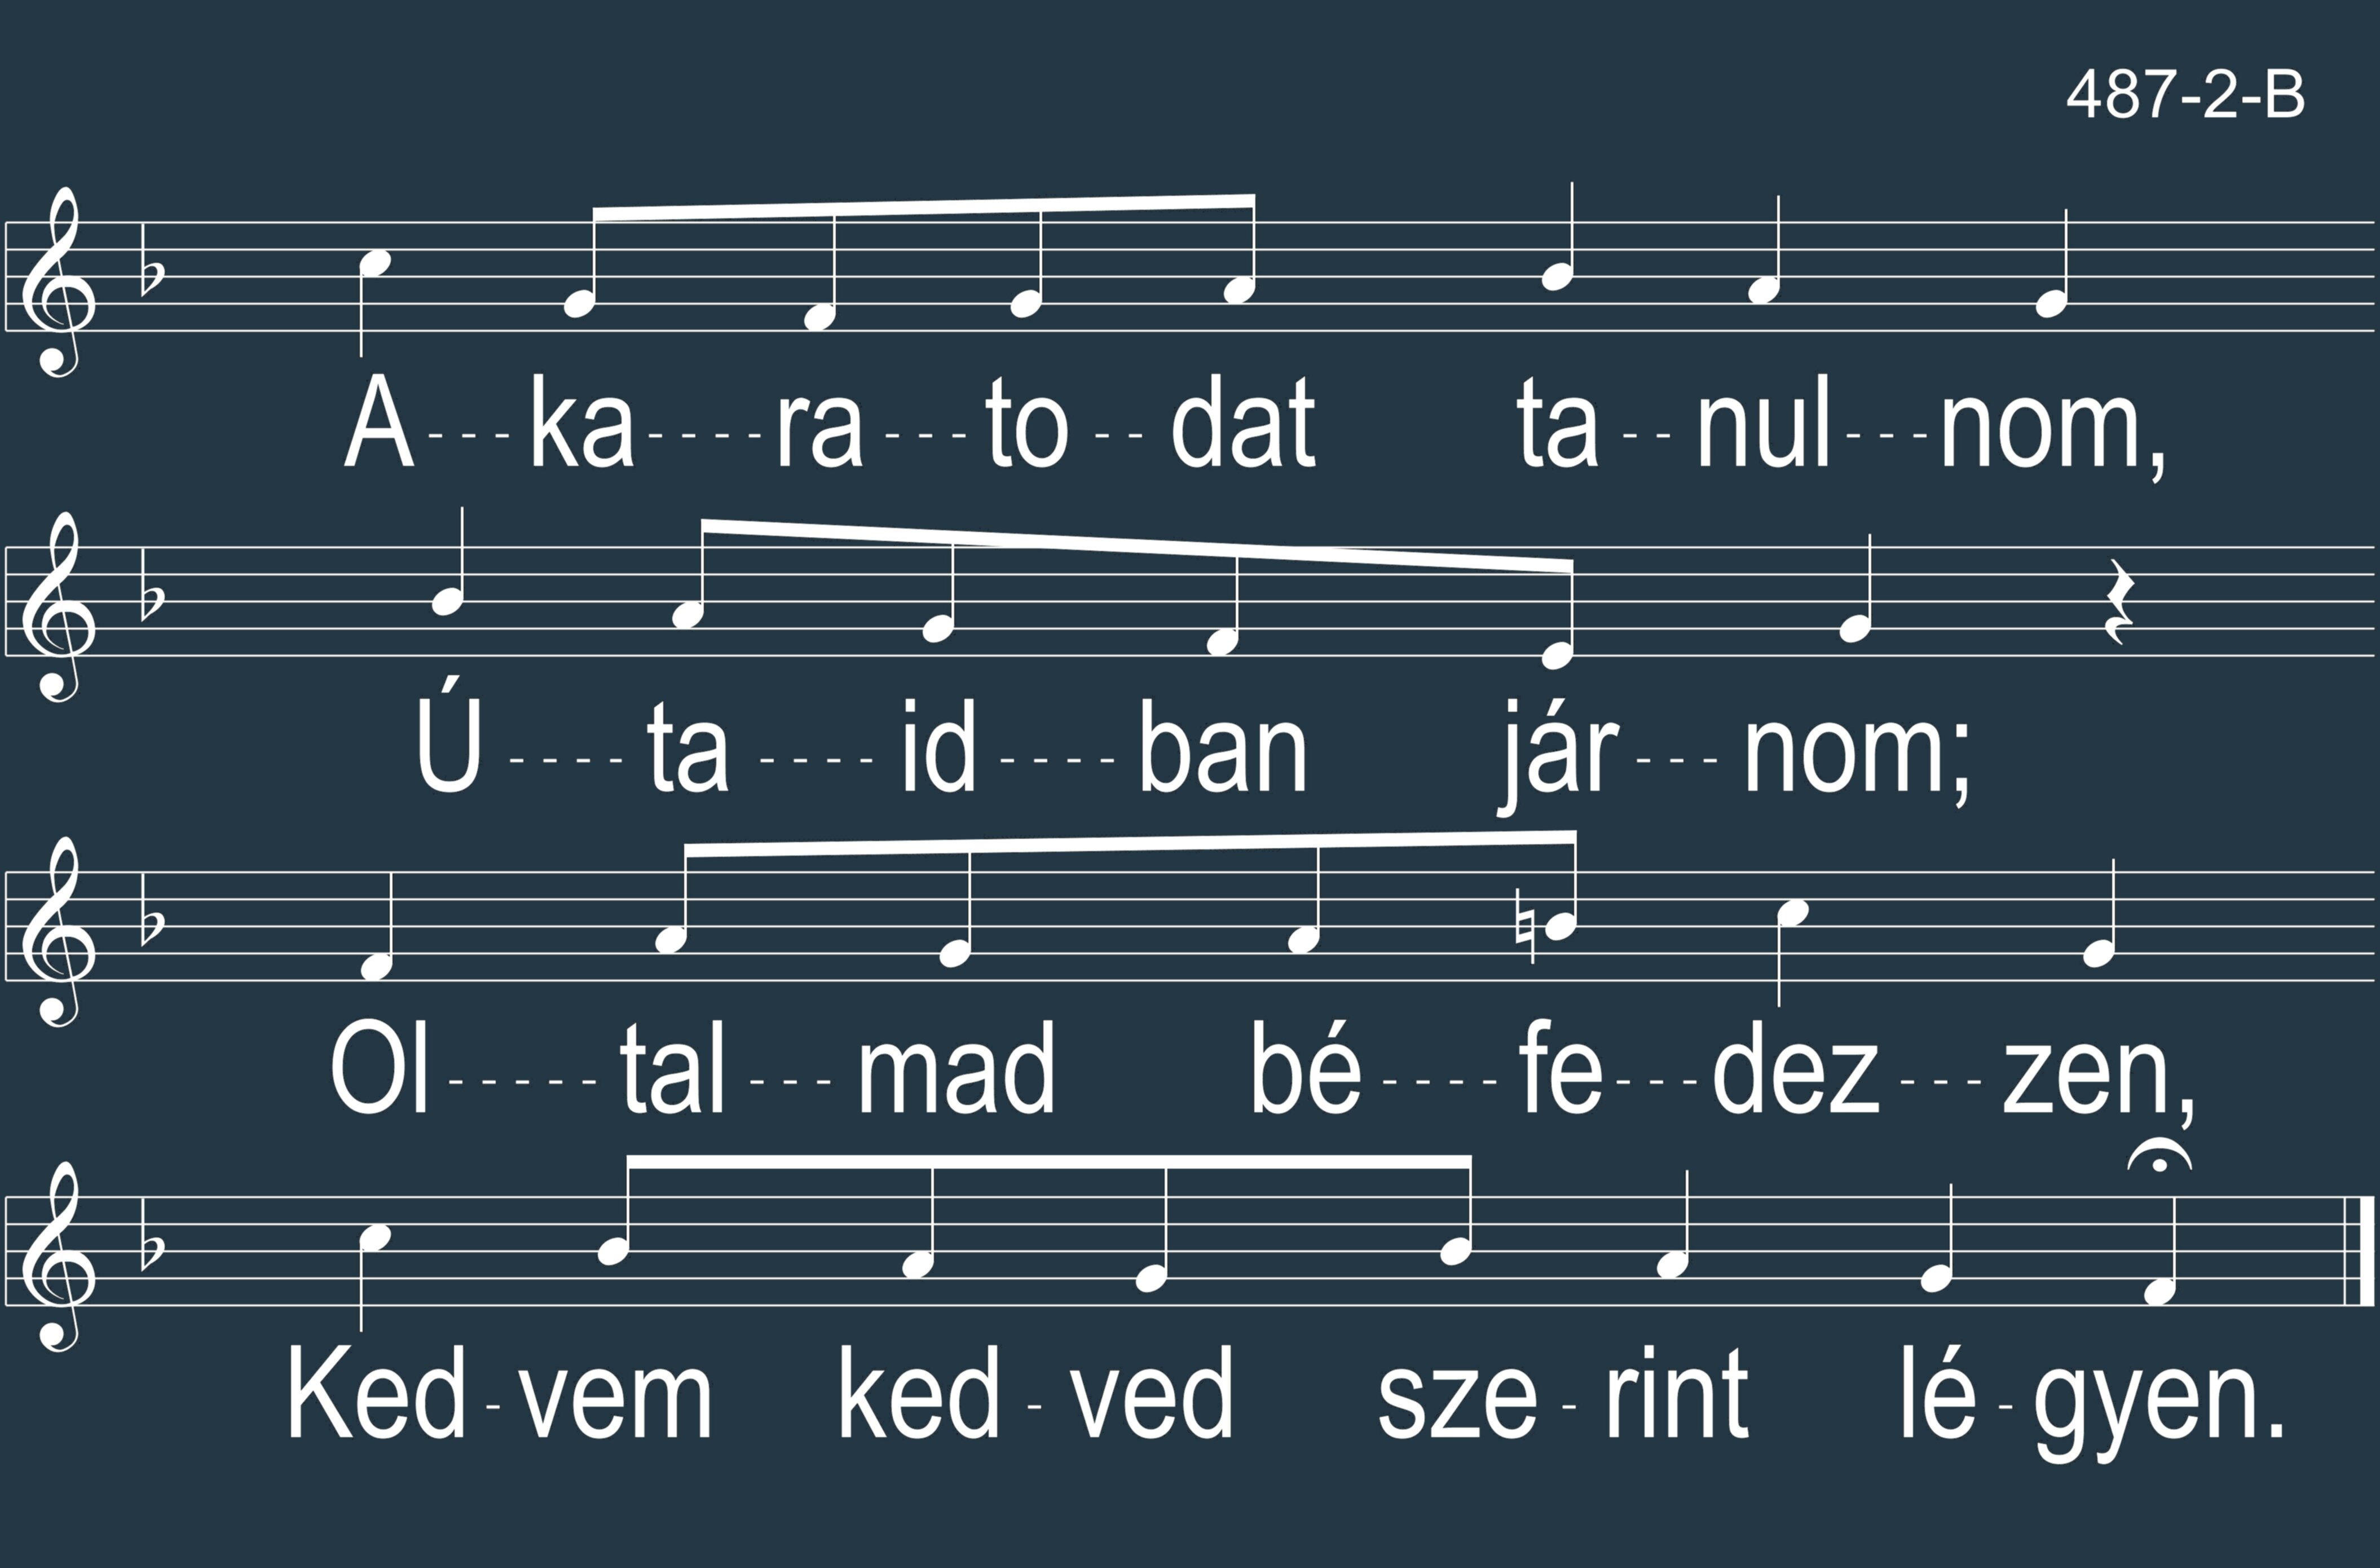 487-2-B
A---ka----ra---to--dat ta--nul---nom,
Ú----ta----id----ban jár---nom;
Ol-----tal---mad bé----fe---dez---zen,
Ked-vem ked-ved sze-rint lé-gyen.